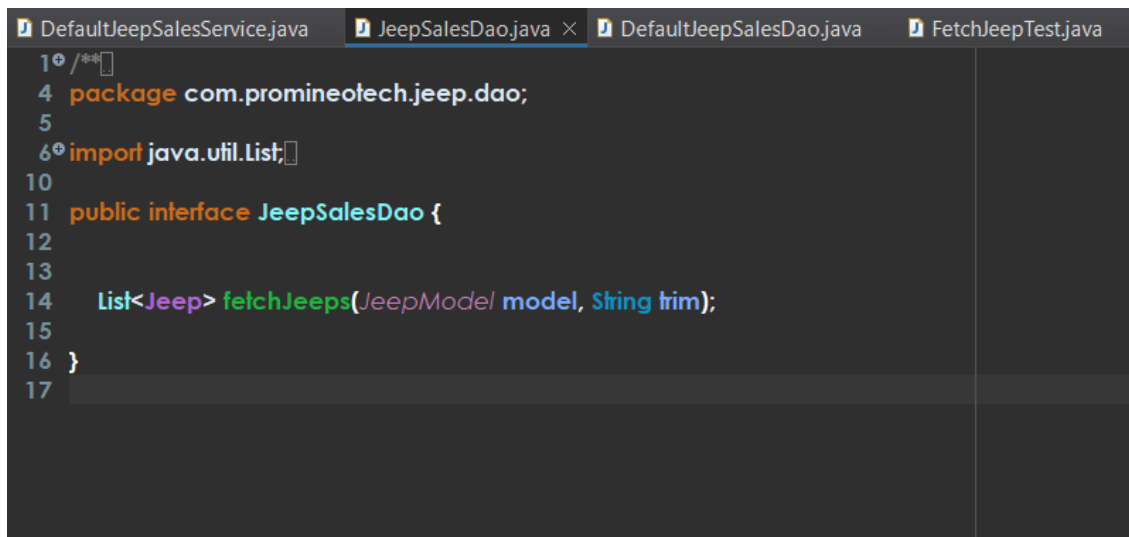 DefaultJeepSalesService.java JeepSalesDao.java × DefaultJeepSalesDao.java FetchJeepTest.java
1 /**
4 package com.promineotech.jeep.dao;
5
6 import java.util.List;
10
11 public interface JeepSalesDao {
12
13
14 List<Jeep> fetchJeeps(JeepModel model, String trim);
15
16 }
17